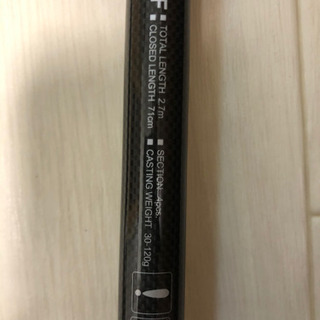 F
■ TOTAL LENGTH 2.7m
■ CLOSED LENGTH 71cm
■ SECTION 4pcs.
■ CASTING WEIGHT 30-120g
!